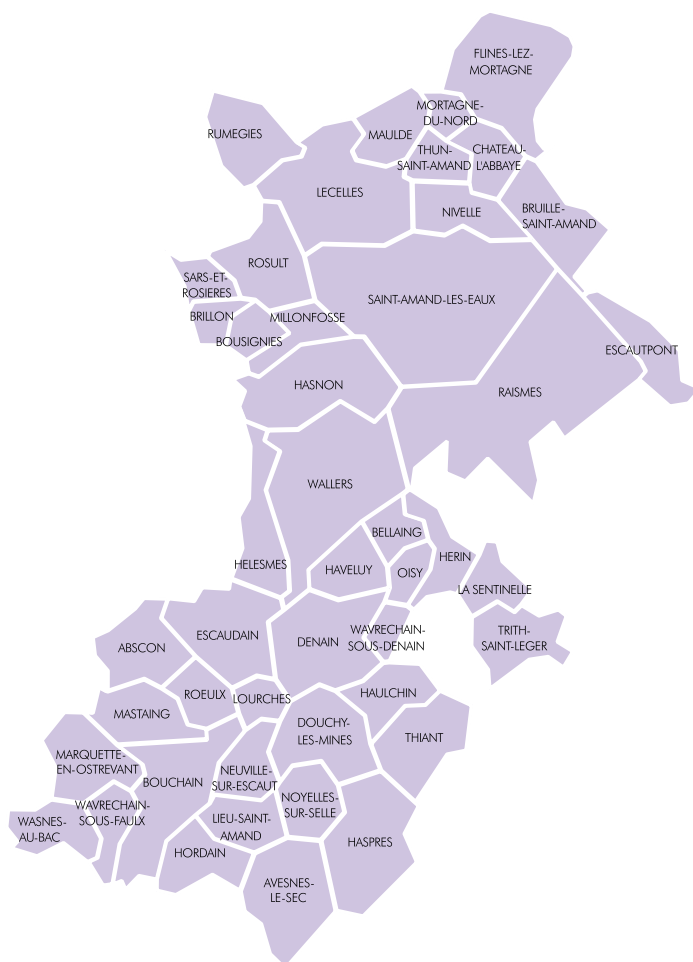 FLINES-LEZ-
MORTAGNE
MORTAGNE-
DU-NORD
RUMEGIES
MAULDE
THUN-
SAINT-AMAND
CHATEAU-
L'ABBAYE
LECELLES
NIVELLE
BRUILLE-
SAINT-AMAND
ROSULT
SARS-ET-
ROSIERES
SAINT-AMAND-LES-EAUX
BRILLON
MILLONFOSSE
BOUSIGNIES
ESCAUTPONT
HASNON
RAISMES
WALLERS
BELLAING
HERIN
HELESMES
HAVELUY
OISY
LA SENTINELLE
ESCAUDAIN
DENAIN
WAVRECHAIN-
SOUS-DENAIN
TRITH-
SAINT-LEGER
ABSCON
ROEULX
LOURCHES
HAULCHIN
MASTAING
DOUCHY-
LES-MINES
THIANT
MARQUETTE-
EN-OSTREVANT
BOUCHAIN
NEUVILLE-
SUR-ESCAUT
NOYELLES-
SUR-SELLE
WAVRECHAIN-
SOUS-FAULX
WASNES-
AU-BAC
LIEU-SAINT-
AMAND
HORDAIN
HASPRES
AVESNES-
LE-SEC